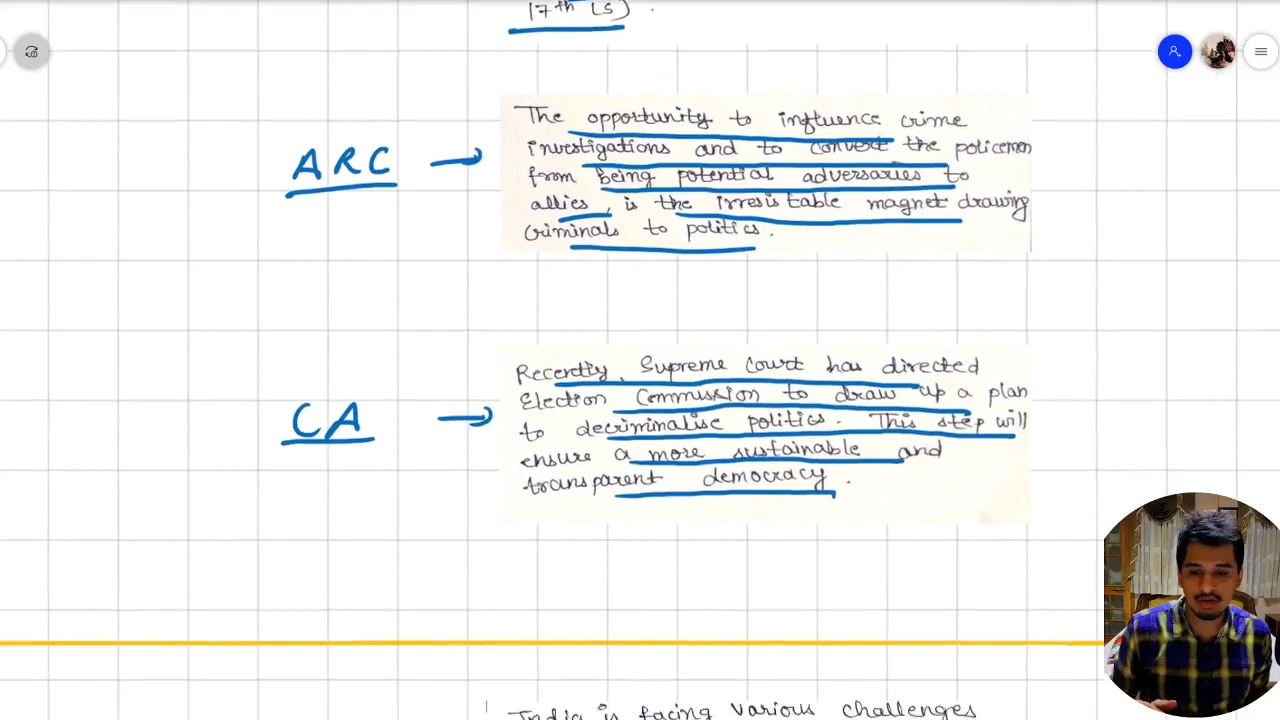 17th LS).
ARC →
The opportunity to influence crime
investigations and to convert the policemen
from being potential adversaries to
allies, is the irresistable magnet drawing
criminals to politics.
CA →
Recently, Supreme Court has directed
Election Commission to draw up a plan
to decriminalise politics. This step will
ensure a more sustainable and
transparent democracy.
India is facing various challenges